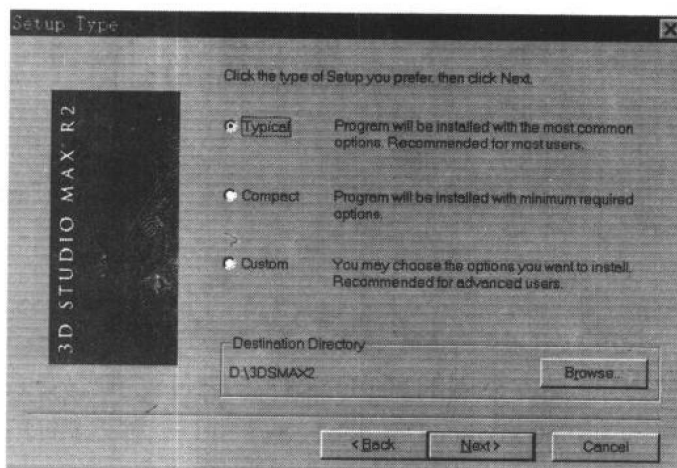 Setup Type
Click the type of Setup you prefer, then click Next.
Typical
Program will be installed with the most common
options. Recommended for most users.
Compact
Program will be installed with minimum required
options.
Custom
You may choose the options you want to install.
Recommended for advanced users.
3D STUDIO MAX R2
Destination Directory
D:\3DSMAX2
Browse...
< Back
Next >
Cancel